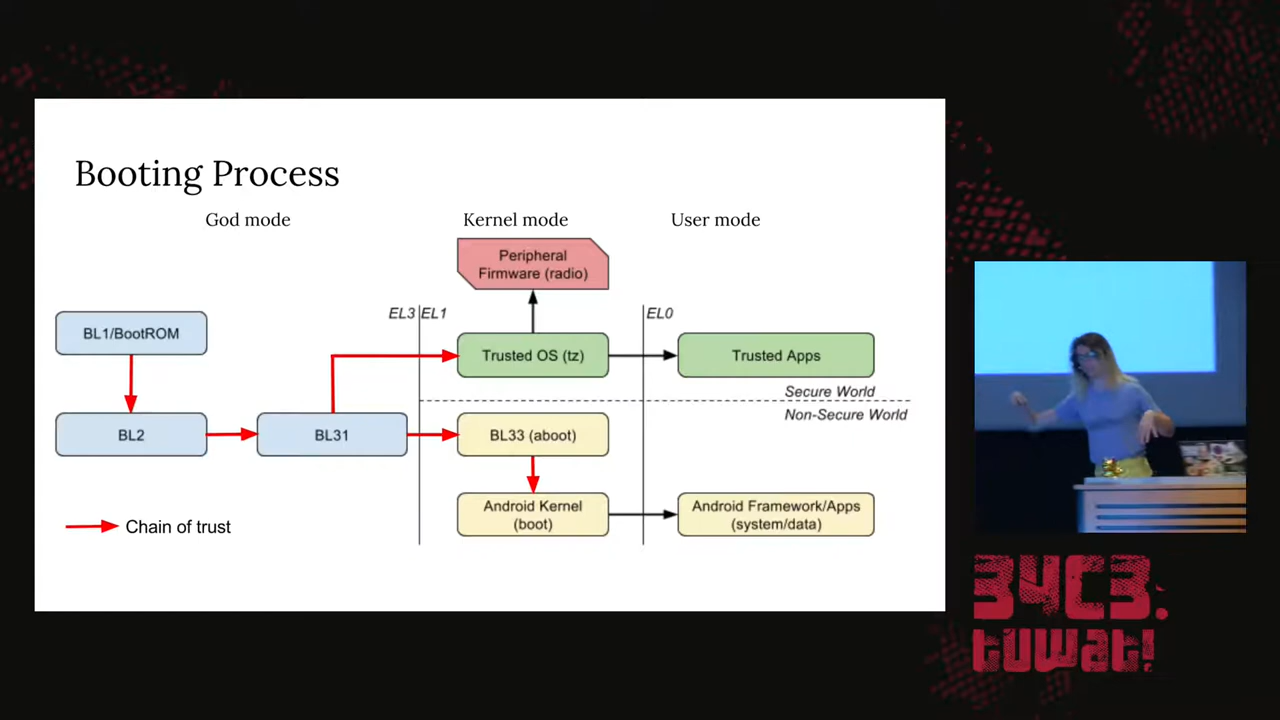 Booting Process
God mode
Kernel mode
User mode
Peripheral
Firmware (radio)
EL3
EL1
EL0
BL1/BootROM
Trusted OS (tz)
Trusted Apps
Secure World
Non-Secure World
BL2
BL31
BL33 (aboot)
Android Kernel
(boot)
Android Framework/Apps
(system/data)
Chain of trust
34C3.
tuwat!